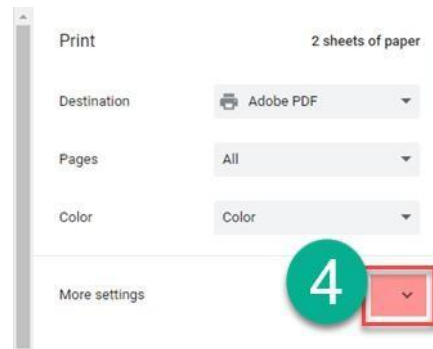 Print 2 sheets of paper
Destination Adobe PDF
Pages All
Color Color
More settings 4